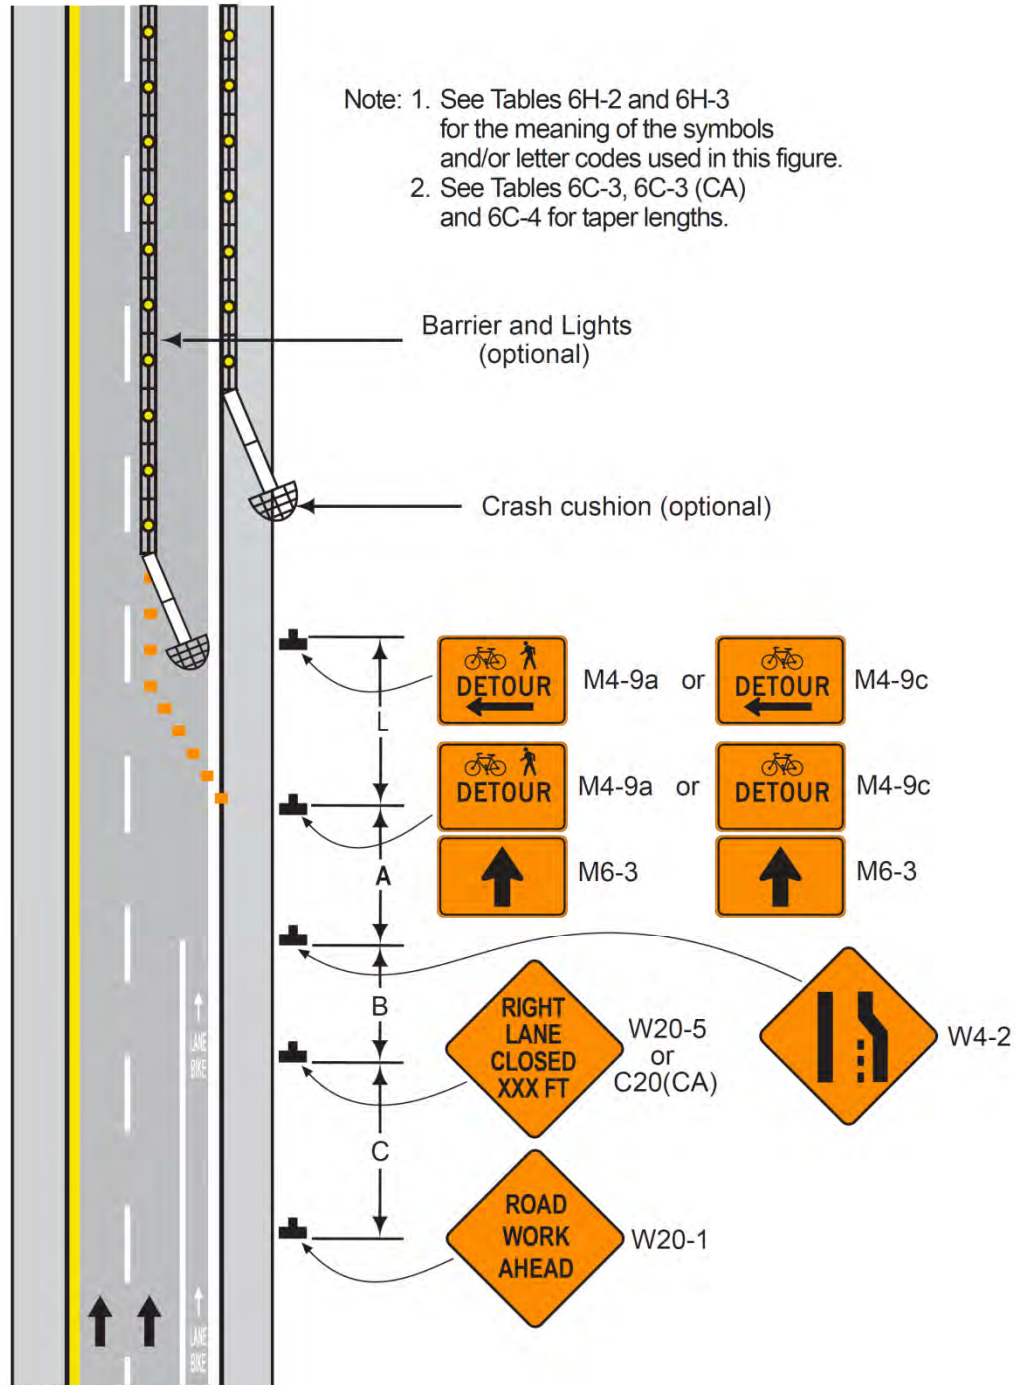 Note: 1. See Tables 6H-2 and 6H-3
for the meaning of the symbols
and/or letter codes used in this figure.
2. See Tables 6C-3, 6C-3 (CA)
and 6C-4 for taper lengths.
Barrier and Lights
(optional)
Crash cushion (optional)
L
DETOUR
M4-9a or
DETOUR
M4-9c
DETOUR
M4-9a or
DETOUR
M4-9c
A
M6-3
M6-3
B
RIGHT
LANE
CLOSED
XXX FT
W20-5
or
C20(CA)
W4-2
LANE
BIKE
C
ROAD
WORK
AHEAD
W20-1
LANE
BIKE